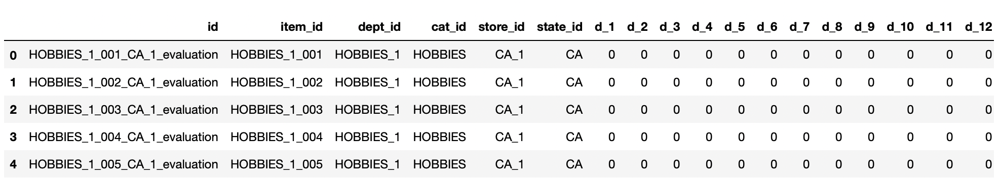 id item_id dept_id cat_id store_id state_id d_1 d_2 d_3 d_4 d_5 d_6 d_7 d_8 d_9 d_10 d_11 d_12
0 HOBBIES_1_001_CA_1_evaluation HOBBIES_1_001 HOBBIES_1 HOBBIES CA_1 CA 0 0 0 0 0 0 0 0 0 0 0 0
1 HOBBIES_1_002_CA_1_evaluation HOBBIES_1_002 HOBBIES_1 HOBBIES CA_1 CA 0 0 0 0 0 0 0 0 0 0 0 0
2 HOBBIES_1_003_CA_1_evaluation HOBBIES_1_003 HOBBIES_1 HOBBIES CA_1 CA 0 0 0 0 0 0 0 0 0 0 0 0
3 HOBBIES_1_004_CA_1_evaluation HOBBIES_1_004 HOBBIES_1 HOBBIES CA_1 CA 0 0 0 0 0 0 0 0 0 0 0 0
4 HOBBIES_1_005_CA_1_evaluation HOBBIES_1_005 HOBBIES_1 HOBBIES CA_1 CA 0 0 0 0 0 0 0 0 0 0 0 0